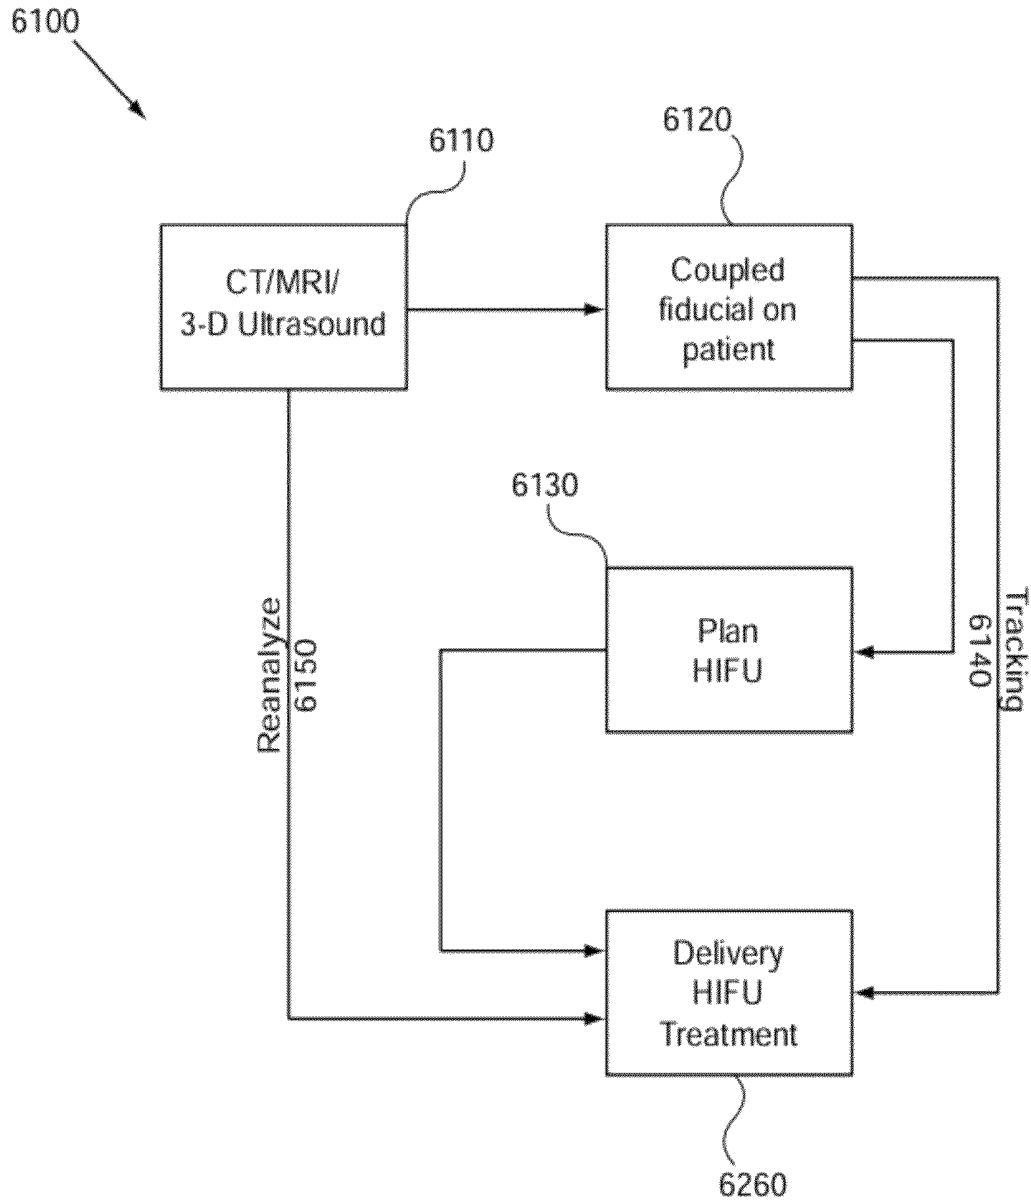 6100
6110
6120
CT/MRI/
3-D Ultrasound
Coupled
fiducial on
patient
6130
Plan
HIFU
Reanalyze
6150
Tracking
6140
Delivery
HIFU
Treatment
6260